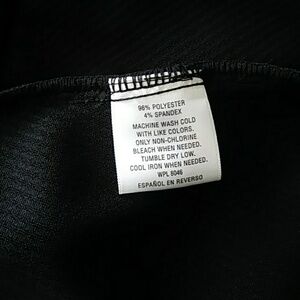 96% POLYESTER
4% SPANDEX
MACHINE WASH COLD
WITH LIKE COLORS.
ONLY NON-CHLORINE
BLEACH WHEN NEEDED.
TUMBLE DRY LOW.
COOL IRON WHEN NEEDED.
WPL 8046
ESPAÑOL EN REVERSO